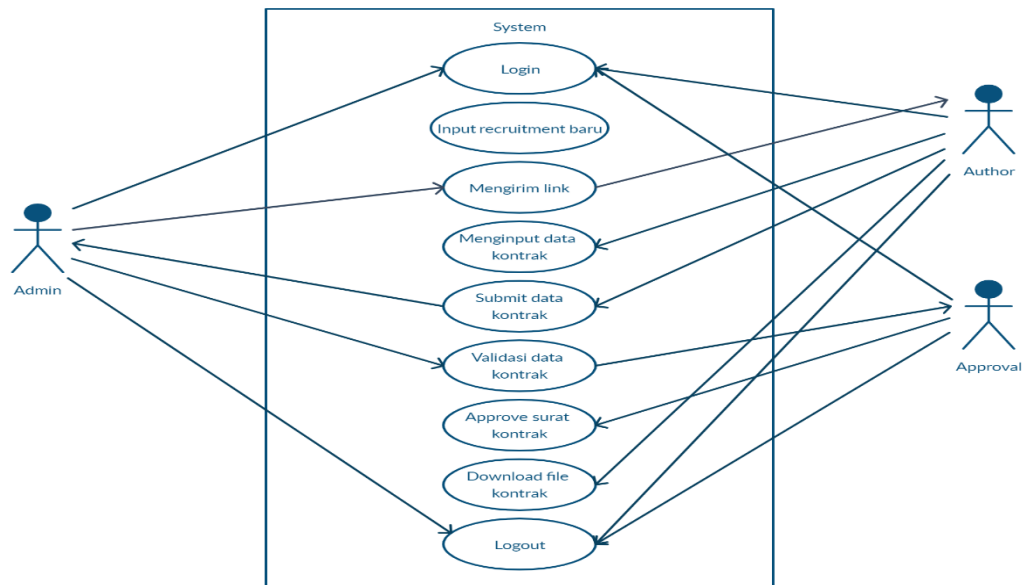 System
Login
Input recruitment baru
Mengirim link
Author
Menginput data
kontrak
Admin
Submit data
kontrak
Validasi data
kontrak
Approval
Approve surat
kontrak
Download file
kontrak
Logout